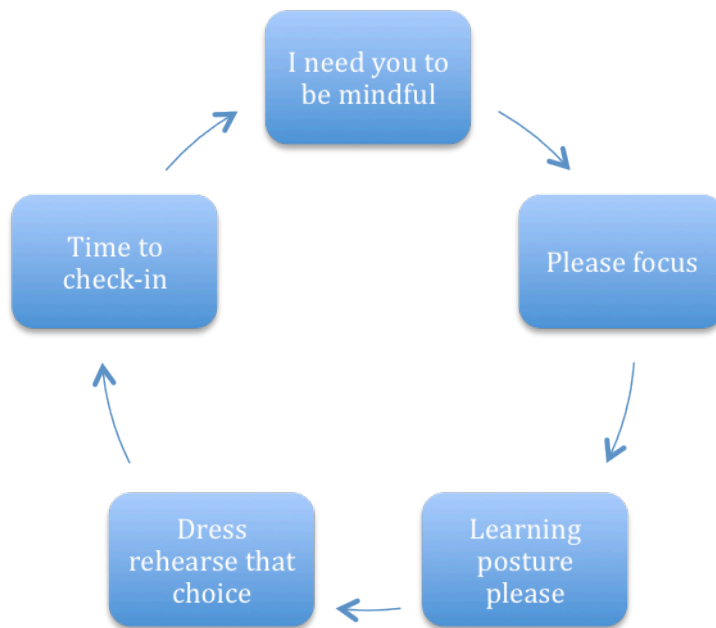 I need you to
be mindful
Please focus
Learning
posture
please
Dress
rehearse that
choice
Time to
check-in